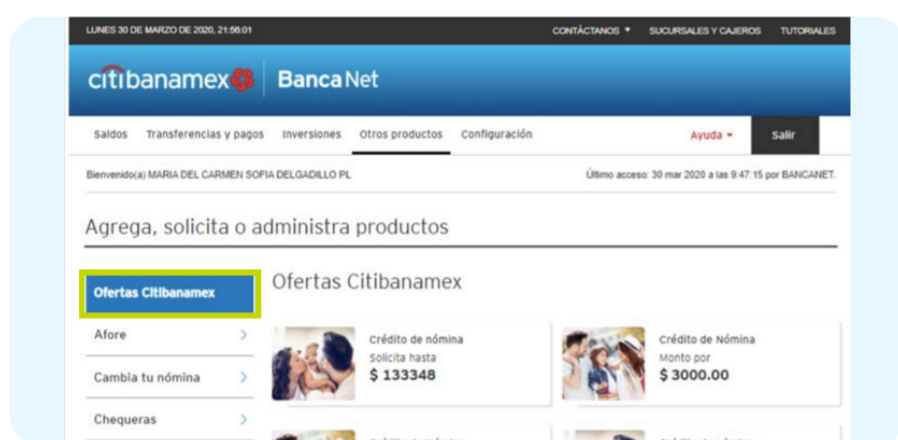 LUNES 30 DE MARZO DE 2020, 21:56:01 CONTÁCTANOS SUCURSALES Y CAJEROS TUTORIALES
citibanamex BancaNet
Saldos Transferencias y pagos Inversiones Otros productos Configuración Ayuda Salir
Bienvenido(a) MARIA DEL CARMEN SOFIA DELGADILLO PL Último acceso: 30 mar 2020 a las 9:47:15 por BANCANET.
Agrega, solicita o administra productos
Ofertas Citibanamex
Afore
Cambia tu nómina
Chequeras
Ofertas Citibanamex
Crédito de nómina
Solicita hasta
$ 133348
Crédito de Nómina
Monto por
$ 3000.00